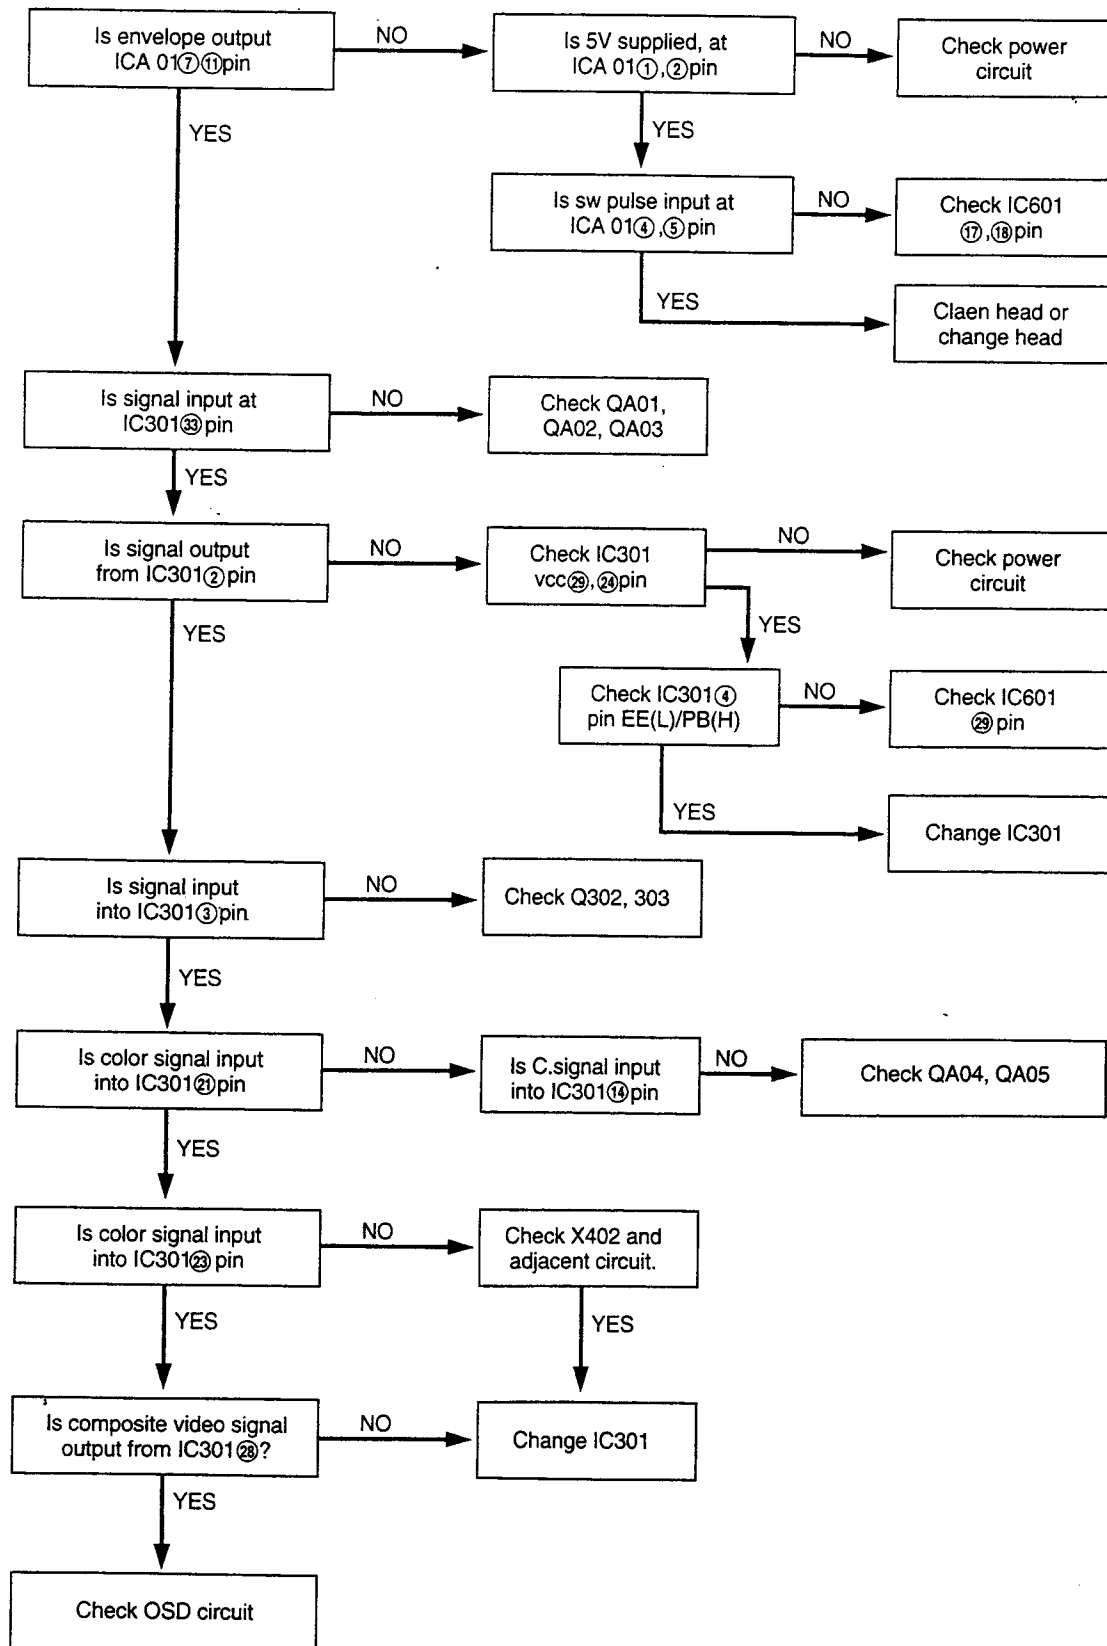 Is envelope output
ICA 01⑦⑪pin
NO
Is 5V supplied, at
ICA 01①,②pin
NO
Check power
circuit
YES
YES
Is sw pulse input at
ICA 01④,⑤pin
NO
Check IC601
⑰,⑱pin
YES
Claen head or
change head
Is signal input at
IC301㉝pin
NO
Check QA01,
QA02, QA03
YES
Is signal output
from IC301②pin
NO
Check IC301
vcc㉙,㉔pin
NO
Check power
circuit
YES
YES
Check IC301④
pin EE(L)/PB(H)
NO
Check IC601
㉙pin
YES
Change IC301
Is signal input
into IC301③pin
NO
Check Q302, 303
YES
Is color signal input
into IC301㉑pin
NO
Is C.signal input
into IC301⑭pin
NO
Check QA04, QA05
YES
Is color signal input
into IC301㉓pin
NO
Check X402 and
adjacent circuit.
YES
YES
Is composite video signal
output from IC301㉘?
NO
Change IC301
YES
Check OSD circuit